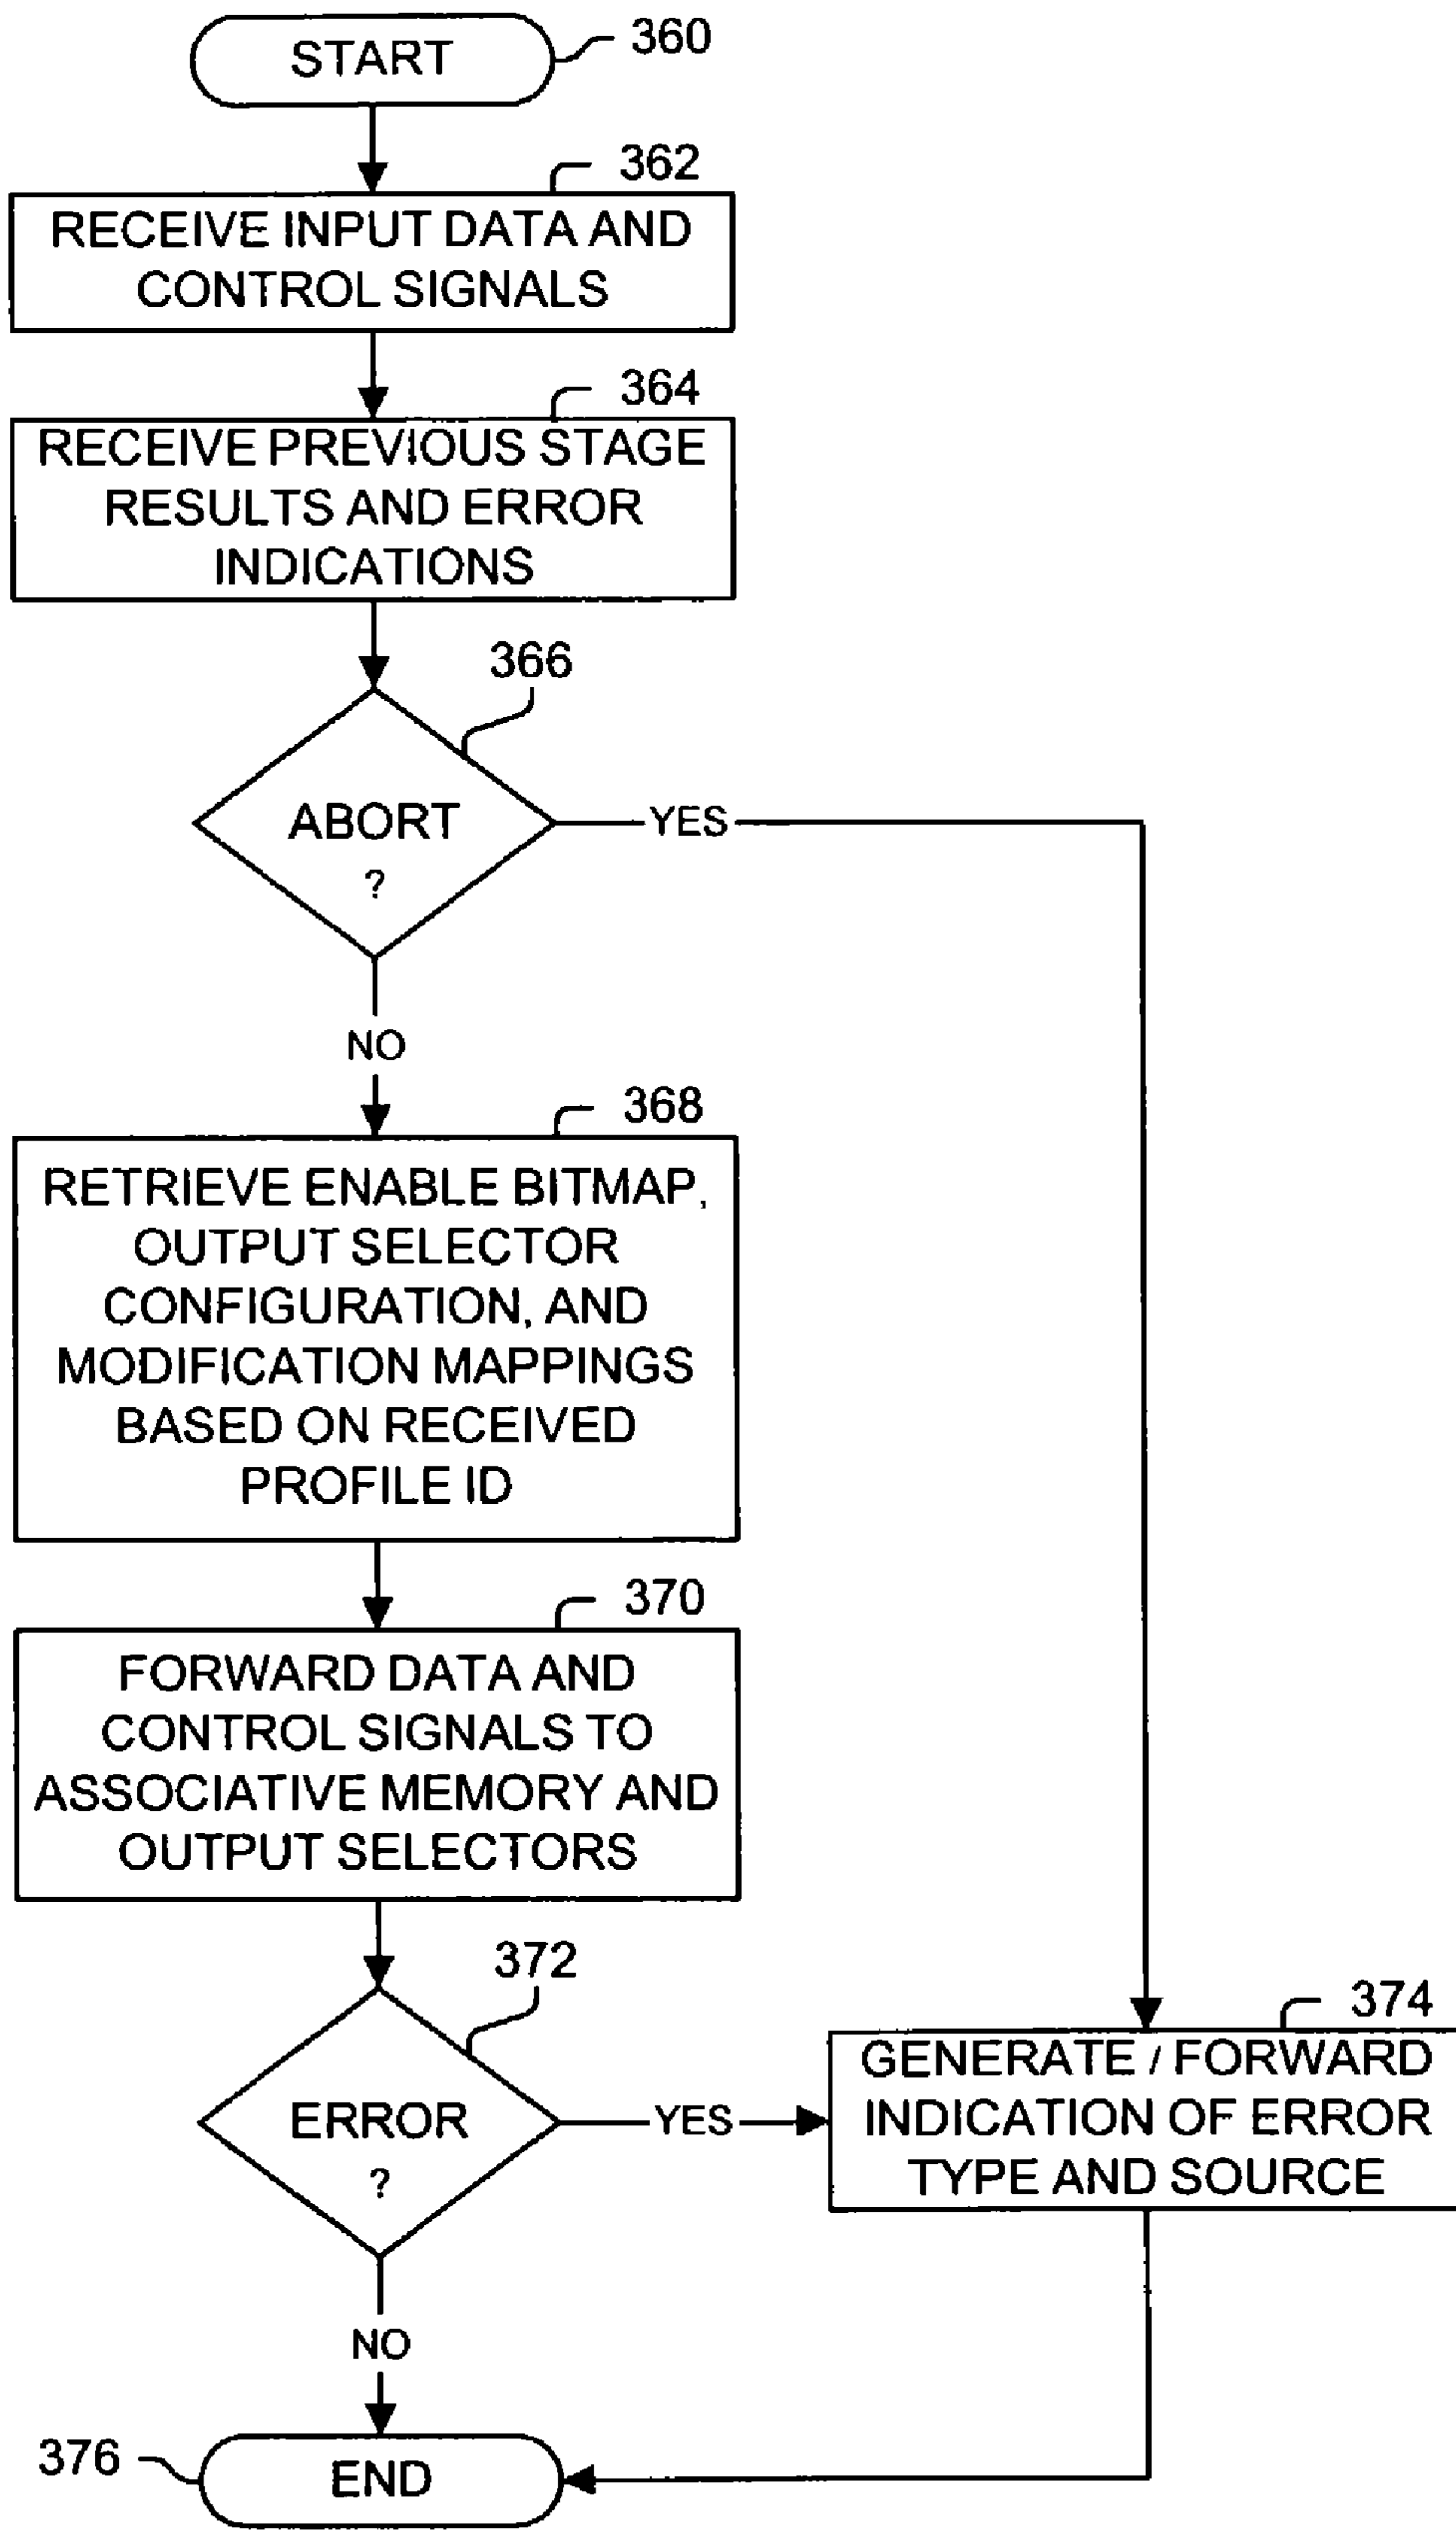 START
360
362
RECEIVE INPUT DATA AND
CONTROL SIGNALS
364
RECEIVE PREVIOUS STAGE
RESULTS AND ERROR
INDICATIONS
366
ABORT
?
YES
NO
368
RETRIEVE ENABLE BITMAP,
OUTPUT SELECTOR
CONFIGURATION, AND
MODIFICATION MAPPINGS
BASED ON RECEIVED
PROFILE ID
370
FORWARD DATA AND
CONTROL SIGNALS TO
ASSOCIATIVE MEMORY AND
OUTPUT SELECTORS
372
ERROR
?
YES
374
GENERATE / FORWARD
INDICATION OF ERROR
TYPE AND SOURCE
NO
376
END